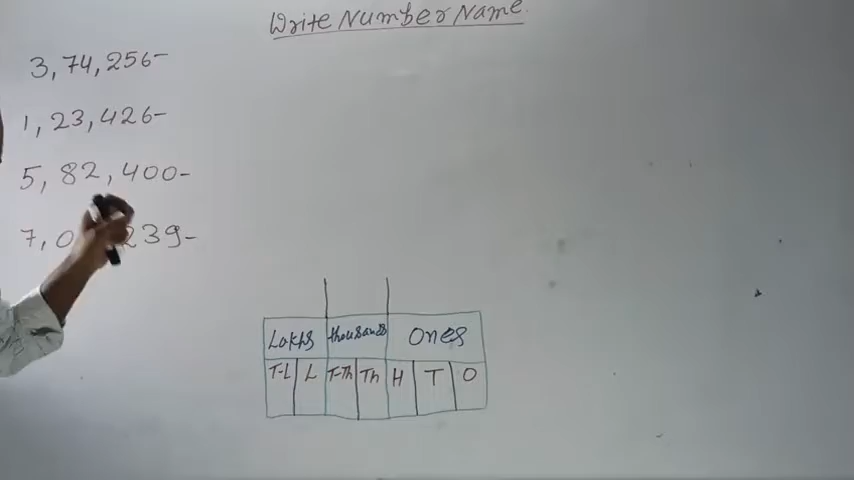 Write Number Name
3,74,256-
1,23,426-
5,82,400-
7,0 239-
Lakhs thousands Ones
T-L L T-Th Th H T O